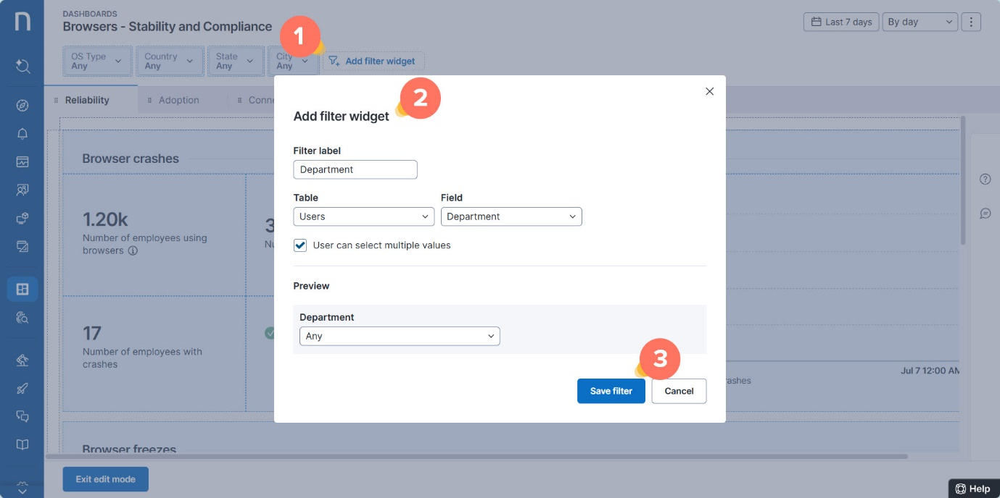 n
DASHBOARDS
Browsers - Stability and Compliance
Last 7 days
By day
1
OS Type
Any
Country
Any
State
Any
City
Any
Add filter widget
Reliability
Adoption
Conne
2
Add filter widget
Filter label
Department
Table
Field
Users
Department
User can select multiple values
Preview
Department
Any
3
Save filter
Cancel
Browser crashes
1.20k
Number of employees using
browsers
3
Nu
17
Number of employees with
crashes
Jul 7 12:00 AM
ashes
Browser freezes
Exit edit mode
Help